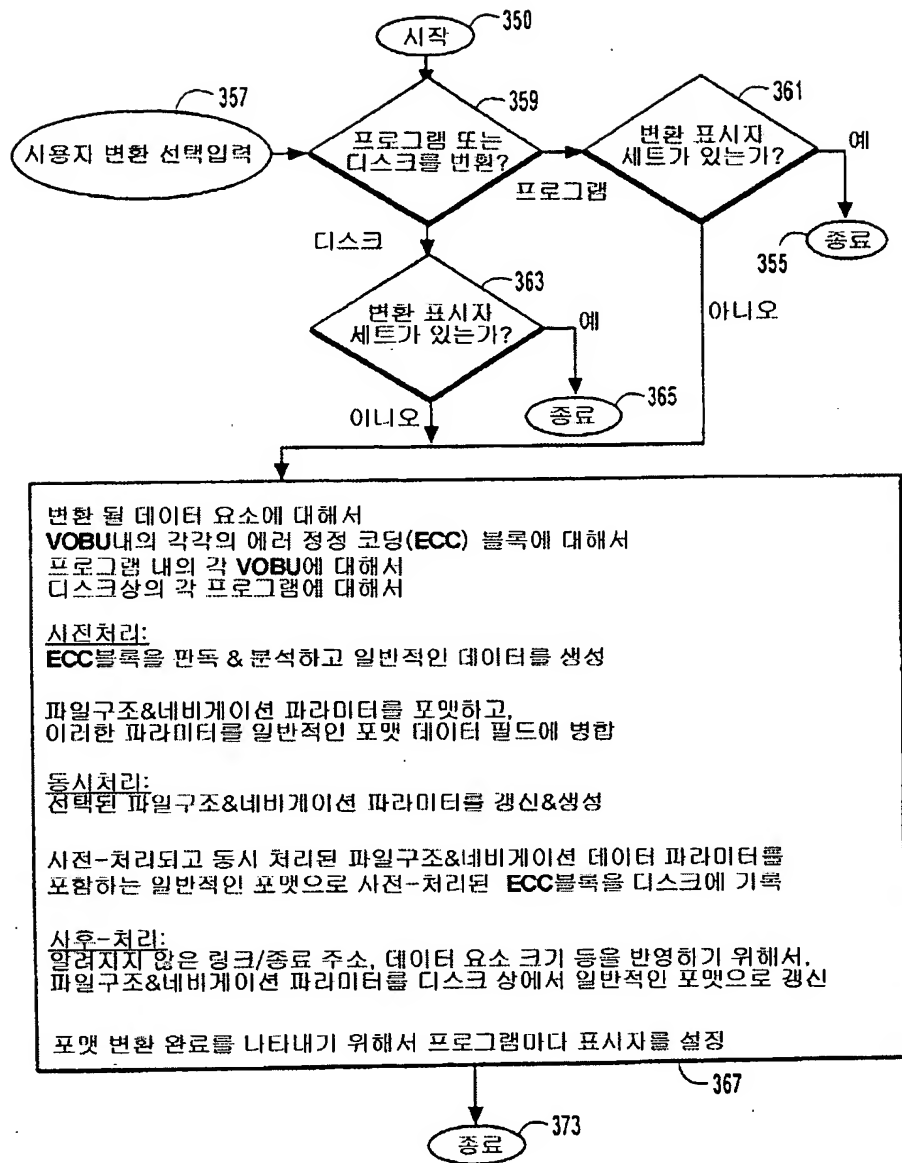 시작
350
357
사용자 변환 선택입력
359
프로그램 또는
디스크를 변환?
361
변환 표시자
세트가 있는가?
예
프로그램
종료
355
디스크
363
변환 표시자
세트가 있는가?
예
아니오
종료
365
이니오
변환 될 데이터 요소에 대해서
VOBU내의 각각의 에러 정정 코딩(ECC) 블록에 대해서
프로그램 내의 각 VOBU에 대해서
디스크상의 각 프로그램에 대해서
사전처리:
ECC블록을 판독 & 분석하고 일반적인 데이터를 생성
파일구조&네비게이션 파라미터를 포맷하고,
이러한 파라미터를 일반적인 포맷 데이터 필드에 병합
동시처리:
선택된 파일구조&네비게이션 파라미터를 갱신&생성
사전-처리되고 동시 처리된 파일구조&네비게이션 데이터 파라미터를
포함하는 일반적인 포맷으로 사전-처리된 ECC블록을 디스크에 기록
사후-처리:
알려지지 않은 링크/종료 주소, 데이터 요소 크기 등을 반영하기 위해서,
파일구조&네비게이션 파라미터를 디스크 상에서 일반적인 포맷으로 갱신
포맷 변환 완료를 나타내기 위해서 프로그램마다 표시자를 설정
367
종료
373